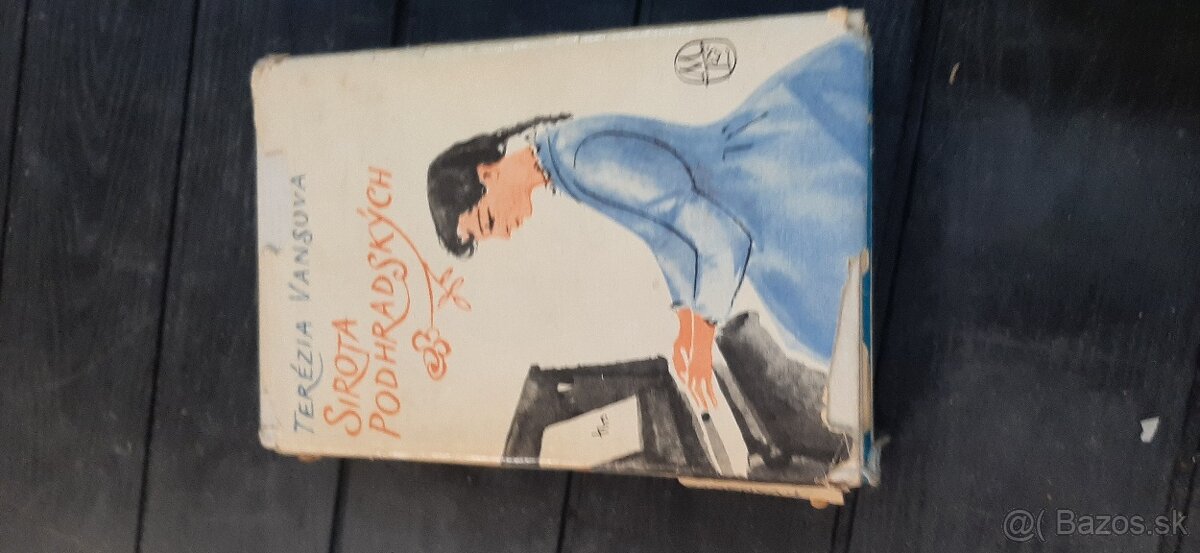 TERÉZIA VANSOVÁ
SIROTA
PODHRADSKÝCH
@( Bazos.sk